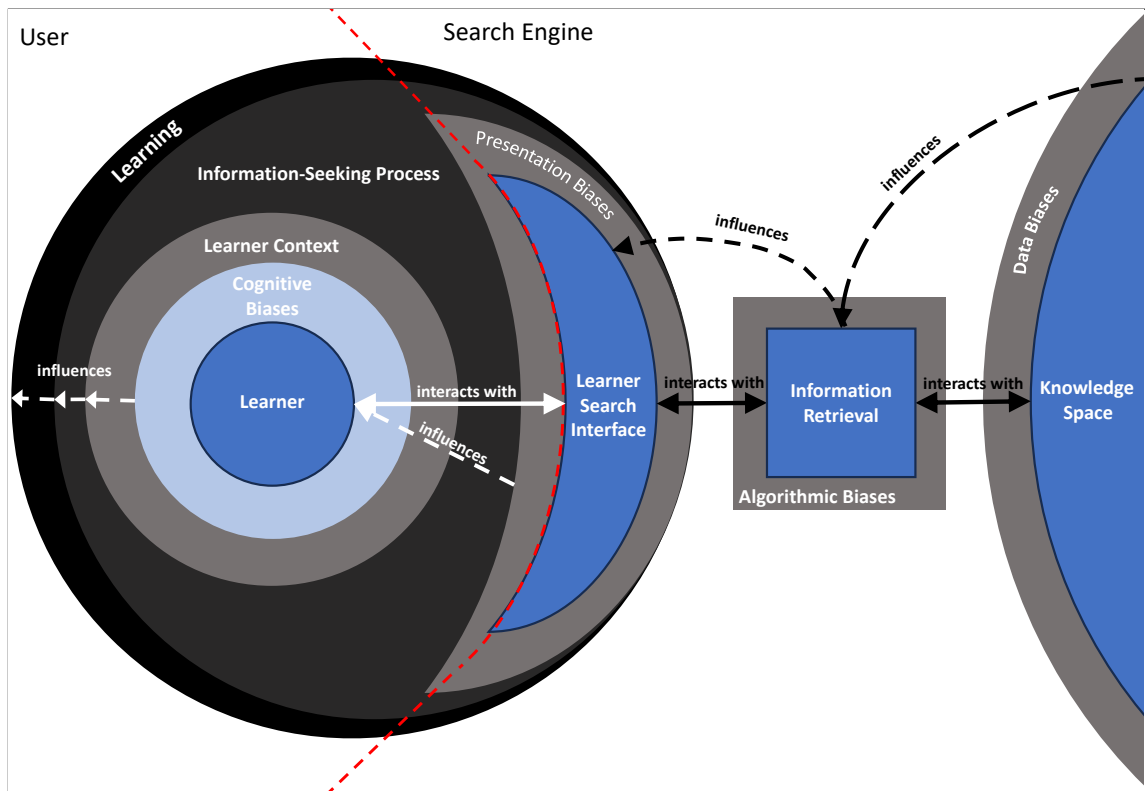 User
Search Engine
Learning
Information-Seeking Process
Presentation Biases
influences
influences
Data Biases
Learner Context
Cognitive
Biases
influences
Learner
interacts with
influences
Learner
Search
Interface
interacts with
Information
Retrieval
interacts with
Knowledge
Space
Algorithmic Biases